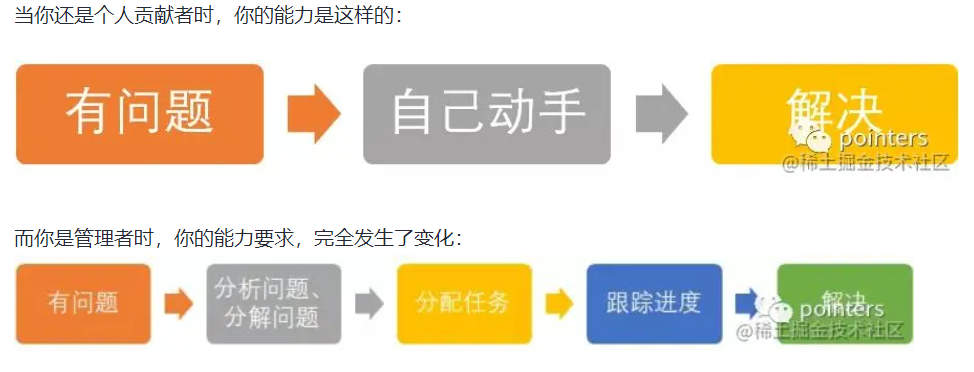 当你还是个人贡献者时，你的能力是这样的：
有问题
自己动手
解决
pointers
@稀土掘金技术社区
而你是管理者时，你的能力要求，完全发生了变化：
有问题
分析问题、
分解问题
分配任务
跟踪进度
解决
pointers
@稀土掘金技术社区